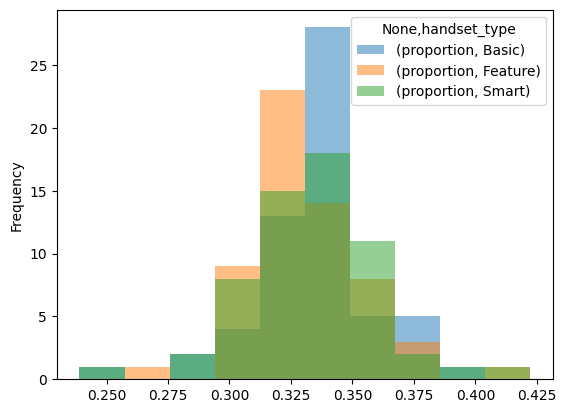 None,handset_type
(proportion, Basic)
(proportion, Feature)
(proportion, Smart)
Frequency
25
20
15
10
5
0
0.250 0.275 0.300 0.325 0.350 0.375 0.400 0.425